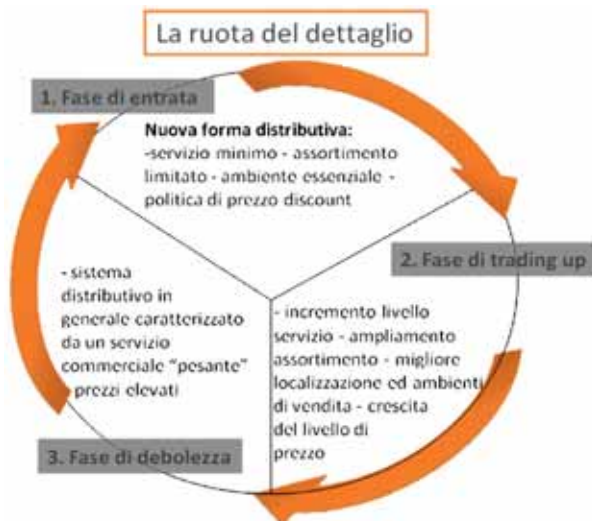 La ruota del dettaglio
1. Fase di entrata
Nuova forma distributiva:
-servizio minimo - assortimento
limitato - ambiente essenziale -
politica di prezzo discount
2. Fase di trading up
- incremento livello
servizio - ampliamento
assortimento - migliore
localizzazione ed ambienti
di vendita - crescita
del livello di
prezzo
3. Fase di debolezza
- sistema
distributivo in
generale caratterizzato
da un servizio
commerciale “pesante”
prezzi elevati